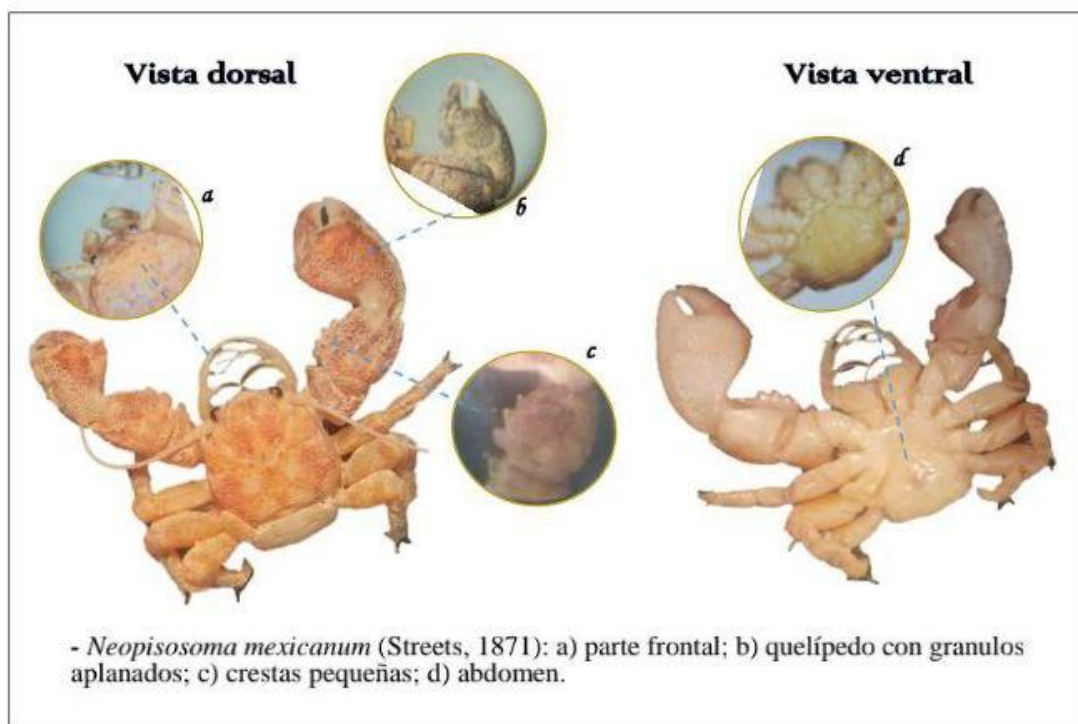 Vista dorsal
Vista ventral
a
b
c
d
- Neopisosoma mexicanum (Streets, 1871): a) parte frontal; b) quelípedo con granulos
aplanados; c) crestas pequeñas; d) abdomen.